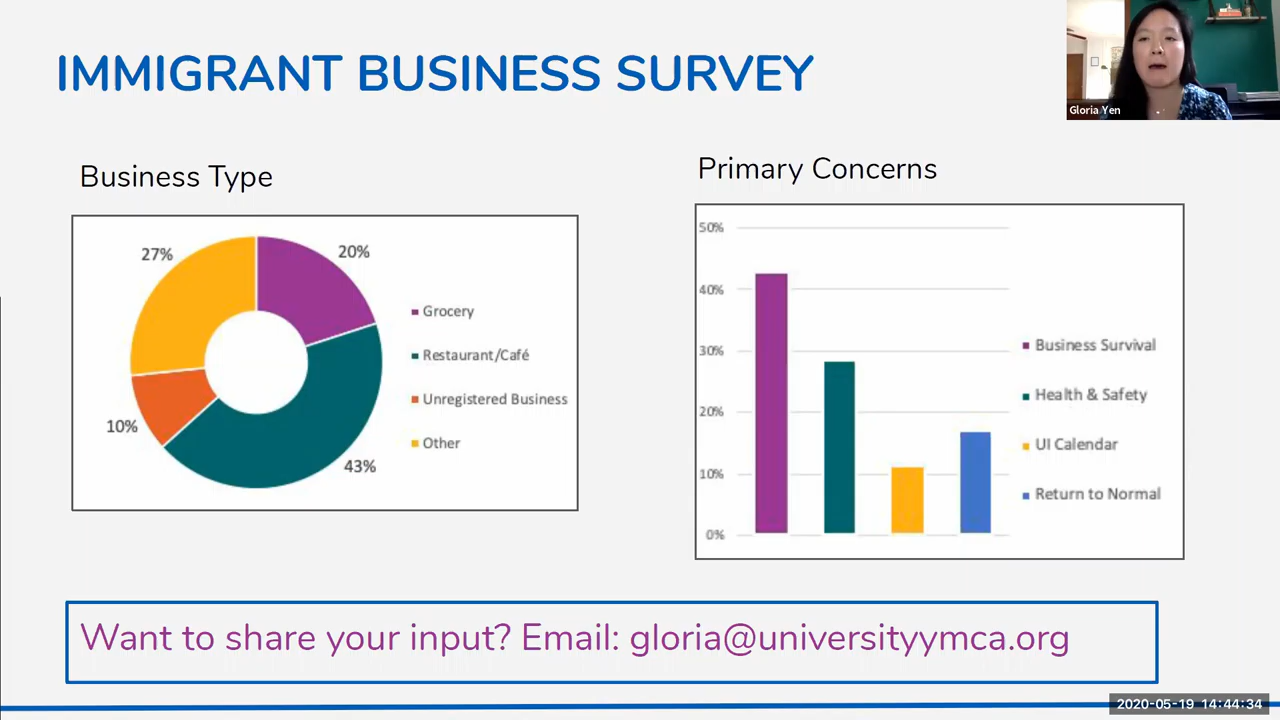 IMMIGRANT BUSINESS SURVEY
Gloria Yen
Business Type
27%
20%
10%
43%
Grocery
Restaurant/Café
Unregistered Business
Other
Primary Concerns
50%
40%
30%
20%
10%
0%
Business Survival
Health & Safety
UI Calendar
Return to Normal
Want to share your input? Email: gloria@universityymca.org
2020-05-19 14:44:34